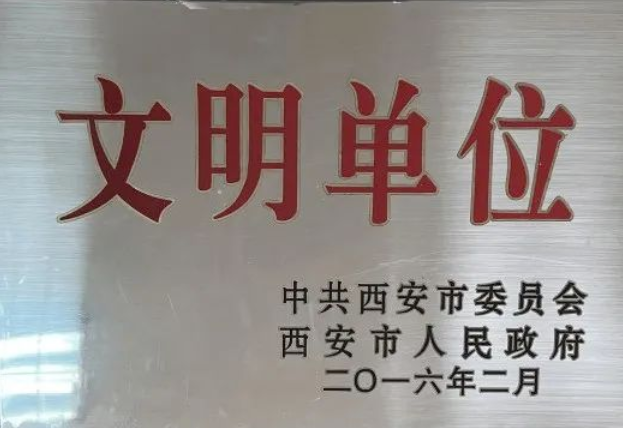 文明单位
中共西安市委员会
西安市人民政府
二〇一六年二月